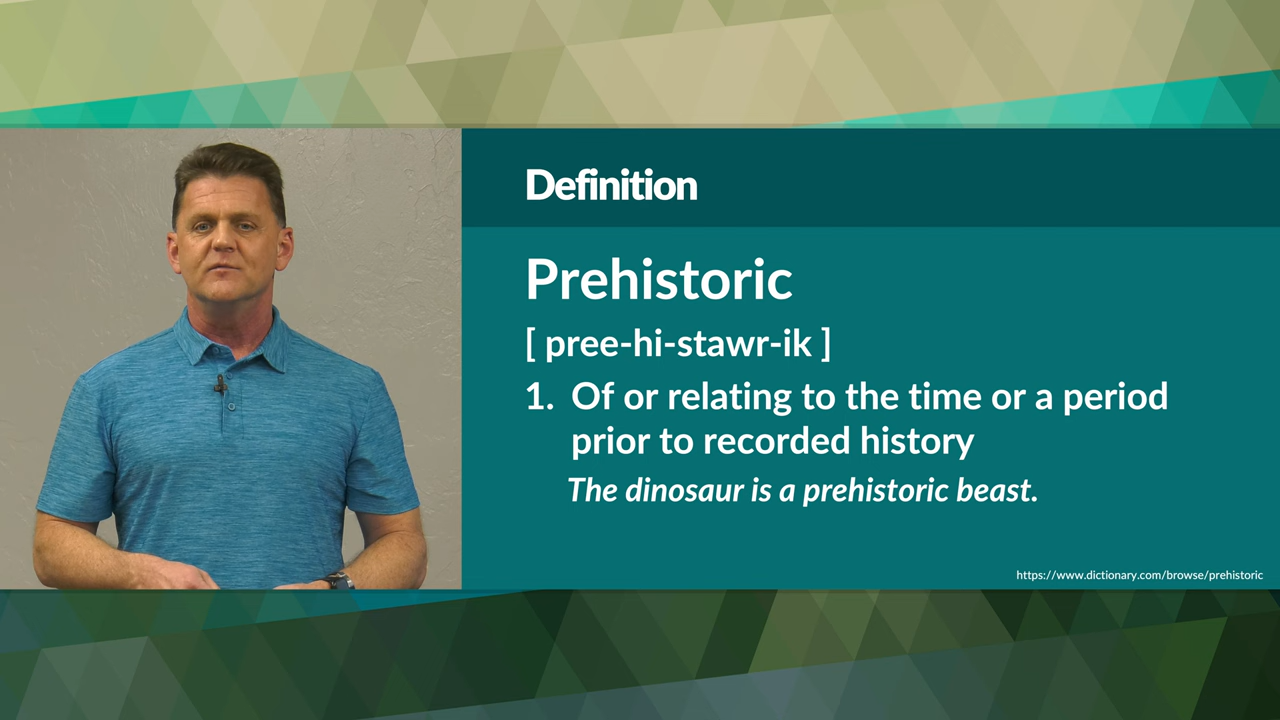 Definition
Prehistoric
[ pree-hi-stawr-ik ]
1. Of or relating to the time or a period
prior to recorded history
The dinosaur is a prehistoric beast.
https://www.dictionary.com/browse/prehistoric